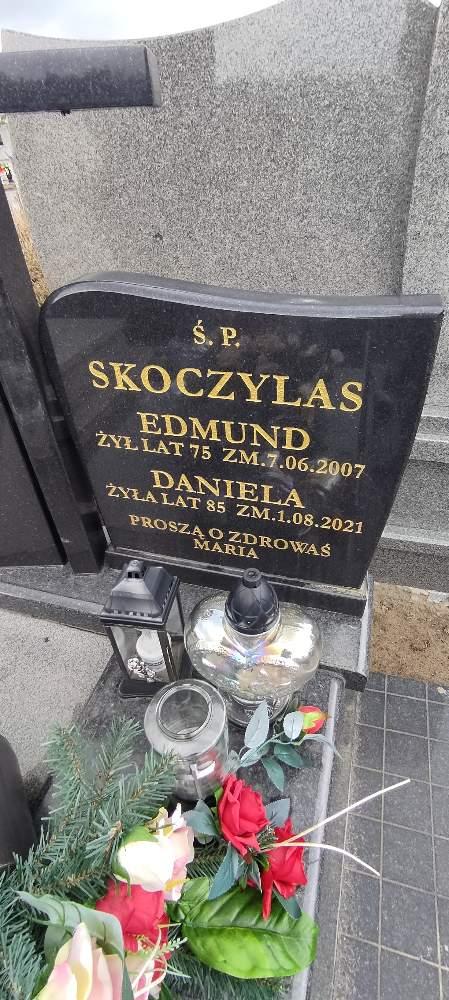 Ś. P.
SKOCZYLAS
EDMUND
ŻYŁ LAT 75 ZM.7.06.2007
DANIELA
ŻYŁA LAT 85 ZM.1.08.2021
PROSZĄ O ZDROWAŚ
MARIA